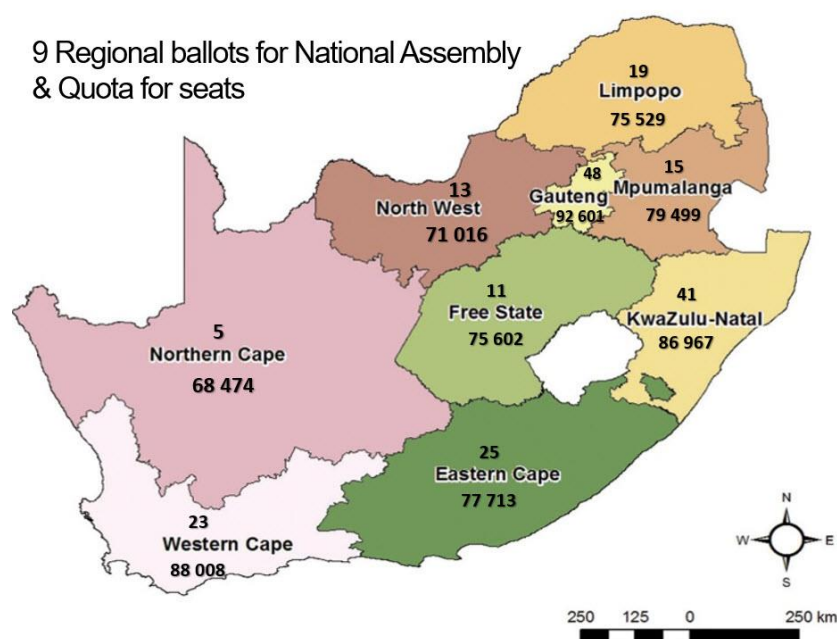 9 Regional ballots for National Assembly
& Quota for seats
19
Limpopo
75 529
48
Gauteng
92 601
15
Mpumalanga
79 499
13
North West
71 016
11
Free State
75 602
41
KwaZulu-Natal
86 967
5
Northern Cape
68 474
25
Eastern Cape
77 713
23
Western Cape
88 008
N
W
E
S
250 125 0 250 km